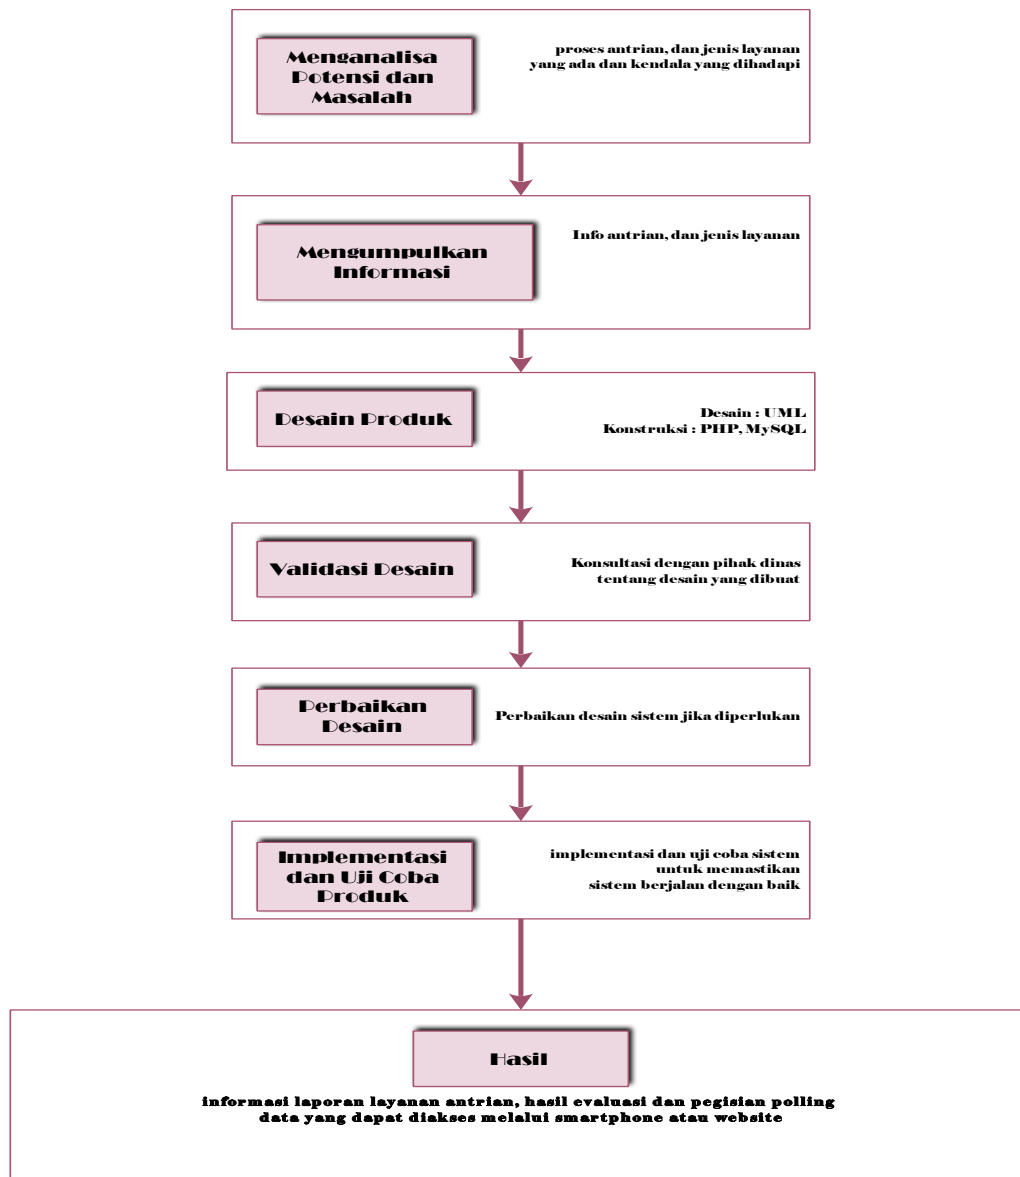 Menganalisa
Potensi dan
Masalah
proses antrian, dan jenis layanan
yang ada dan kendala yang dihadapi
Mengumpulkan
Informasi
Info antrian, dan jenis layanan
Desain Produk
Desain : UML
Konstruksi : PHP, MySQL
Validasi Desain
Konsultasi dengan pihak dinas
tentang desain yang dibuat
Perbaikan
Desain
Perbaikan desain sistem jika diperlukan
Implementasi
dan Uji Coba
Produk
implementasi dan uji coba sistem
untuk memastikan
sistem berjalan dengan baik
Hasil
informasi laporan layanan antrian, hasil evaluasi dan pegisian polling
data yang dapat diakses melalui smartphone atau website